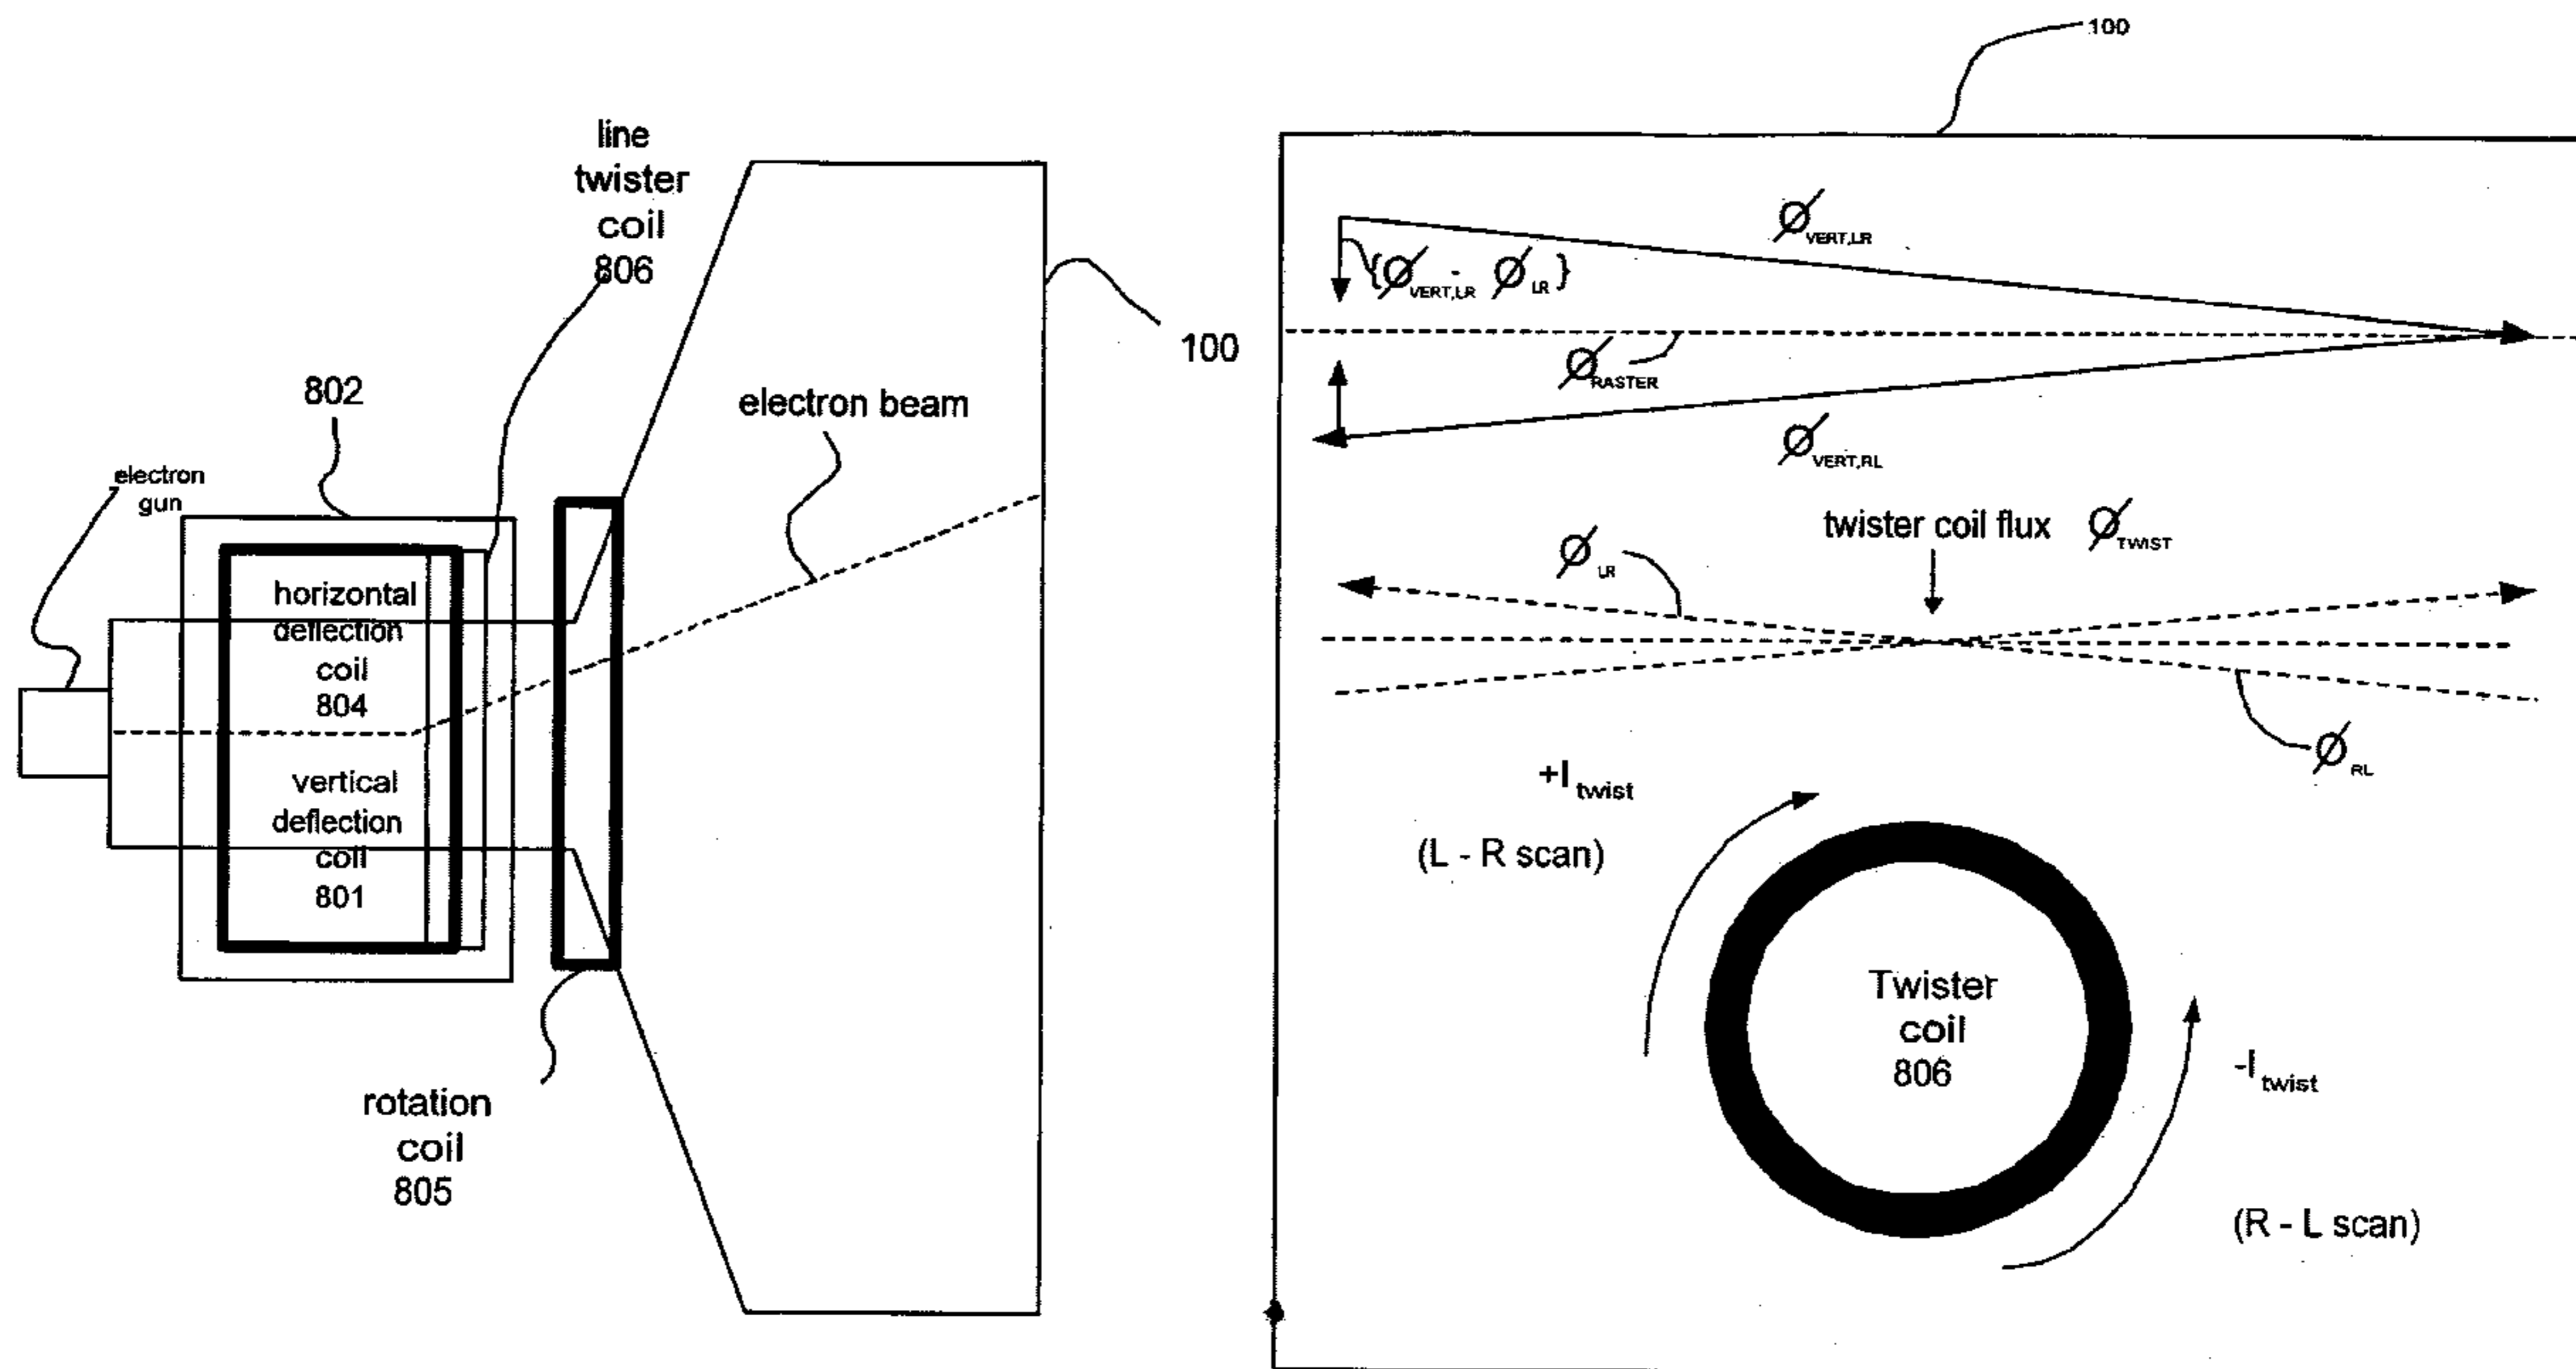 line
twister
coil
806
802
electron
gun
electron beam
100
horizontal
deflection
coil
804
vertical
deflection
coil
801
rotation
coil
805
100
Ø VERT,LR
{Ø VERT,LR - Ø LR}
Ø RASTER
Ø VERT,RL
twister coil flux Ø TWIST
Ø LR
Ø RL
+I twist
(L - R scan)
Twister
coil
806
-I twist
(R - L scan)